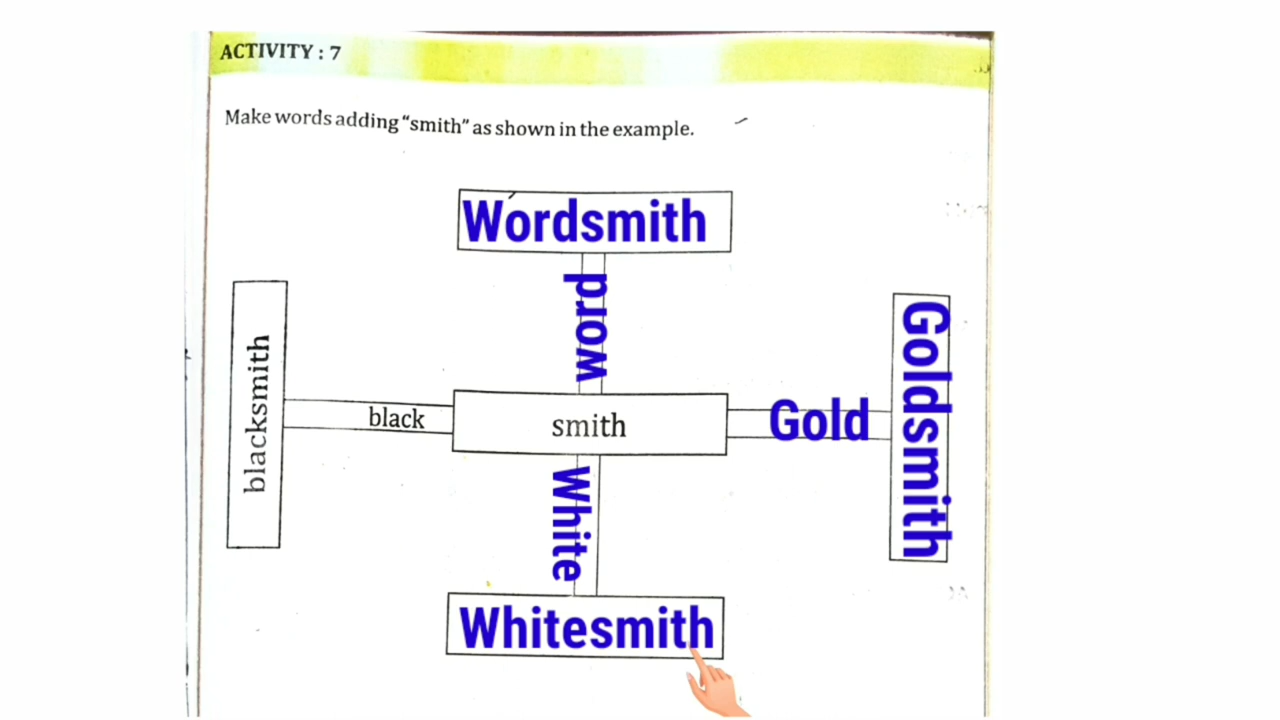 ACTIVITY : 7
Make words adding "smith" as shown in the example.
Wordsmith
word
blacksmith
black
smith
Gold
Goldsmith
White
Whitesmith